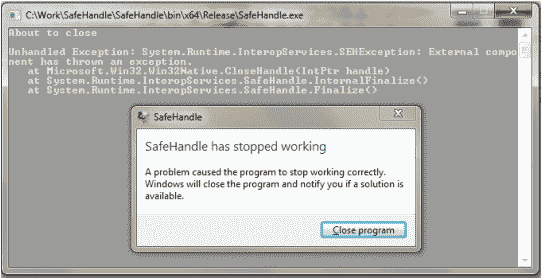 C:\Work\SafeHandle\SafeHandle\bin\x64\Release\SafeHandle.exe
About to close
Unhandled Exception: System.Runtime.InteropServices.SEHException: External compo
nent has thrown an exception.
at Microsoft.Win32.Win32Native.CloseHandle(IntPtr handle)
at System.Runtime.InteropServices.SafeHandle.InternalFinalize()
at System.Runtime.InteropServices.SafeHandle.Finalize()
SafeHandle
SafeHandle has stopped working
A problem caused the program to stop working correctly.
Windows will close the program and notify you if a solution is
available.
Close program